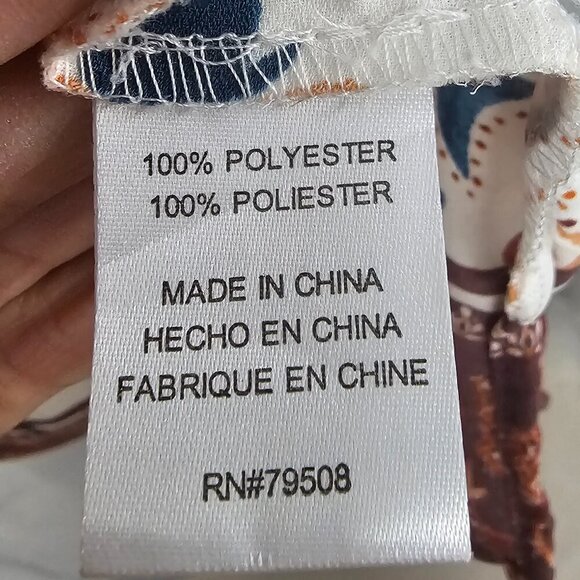 100% POLYESTER
100% POLIESTER
MADE IN CHINA
HECHO EN CHINA
FABRIQUE EN CHINE
RN#79508